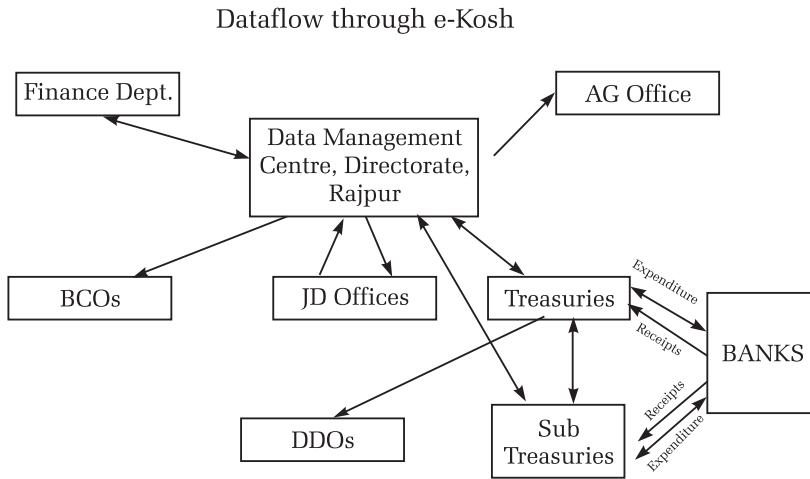 Dataflow through e-Kosh
Finance Dept.
AG Office
Data Management
Centre, Directorate,
Rajpur
BCOs
JD Offices
Treasuries
Expenditure
Receipts
BANKS
Receipts
Expenditure
DDOs
Sub
Treasuries